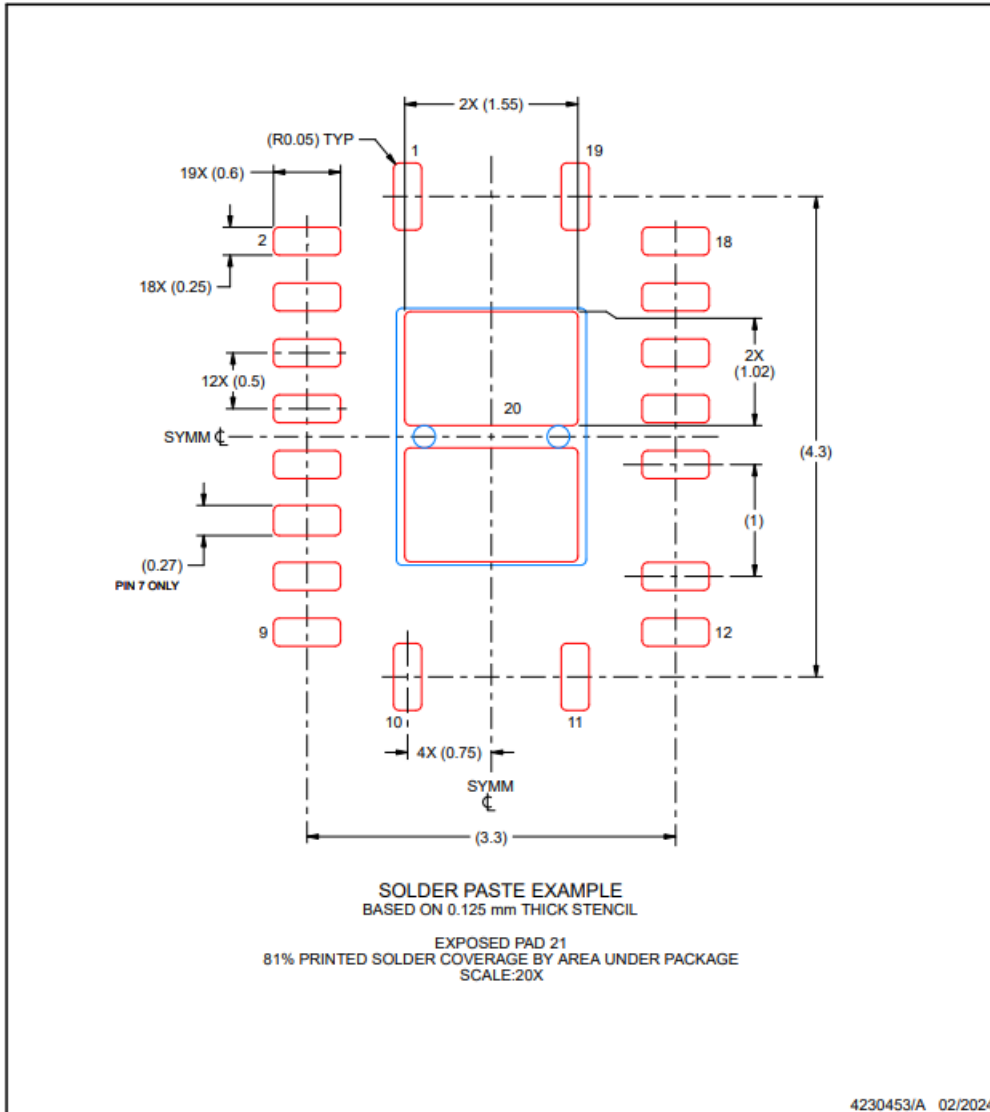 2X (1.55)
(R0.05) TYP
1
19
19X (0.6)
2
18
18X (0.25)
2X
(1.02)
12X (0.5)
20
SYMM ℄
(4.3)
(1)
(0.27)
PIN 7 ONLY
9
12
10
11
4X (0.75)
SYMM
℄
(3.3)
SOLDER PASTE EXAMPLE
BASED ON 0.125 mm THICK STENCIL
EXPOSED PAD 21
81% PRINTED SOLDER COVERAGE BY AREA UNDER PACKAGE
SCALE:20X
4230453/A 02/2024